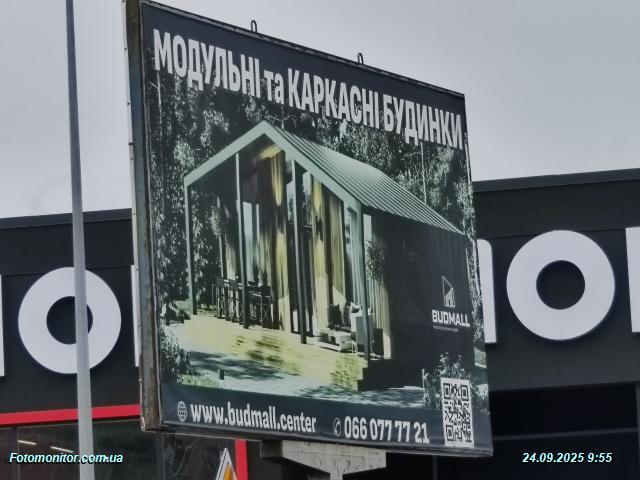 МОДУЛЬНІ та КАРКАСНІ БУДИНКИ
BUDMALL
www.budmall.center
066 077 77 21
Fotomonitor.com.ua
24.09.2025 9:55